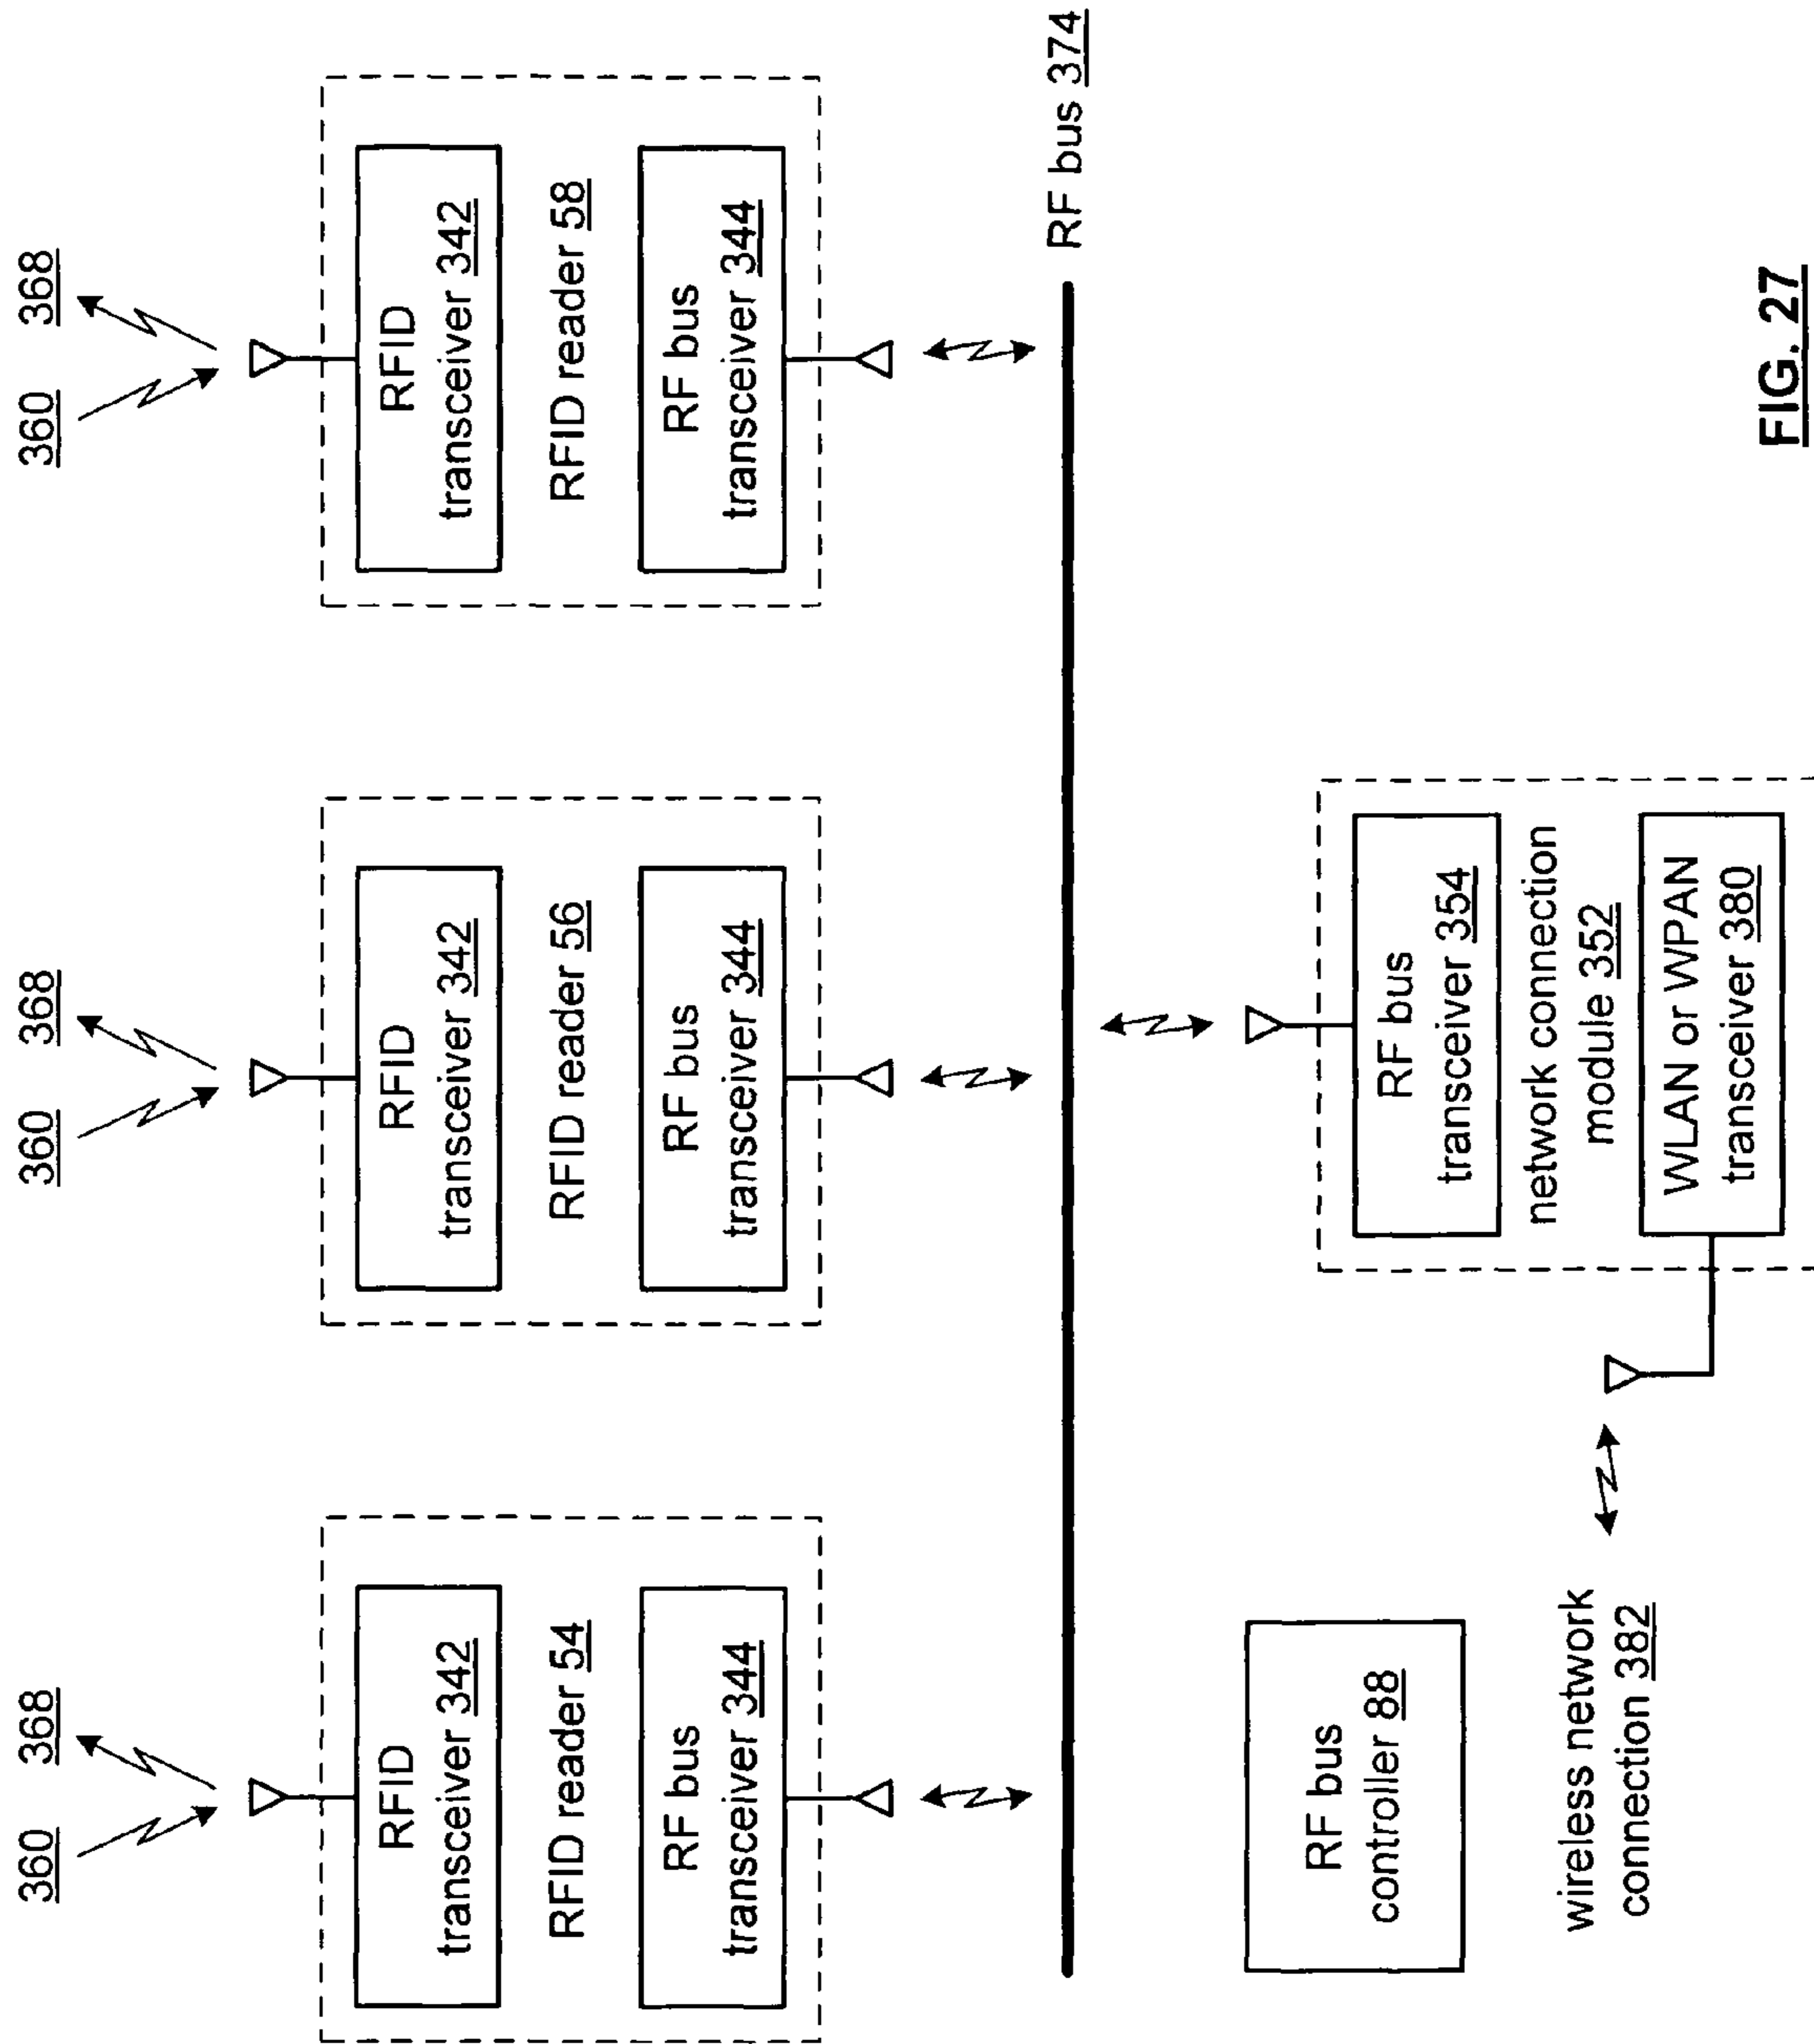 360 368
360 368
360 368
RFID
transceiver 342
RFID reader 54
RF bus
transceiver 344
RFID
transceiver 342
RFID reader 56
RF bus
transceiver 344
RFID
transceiver 342
RFID reader 58
RF bus
transceiver 344
RF bus 374
RF bus
controller 88
wireless network
connection 382
RF bus
transceiver 354
network connection
module 352
WLAN or WPAN
transceiver 380
FIG. 27